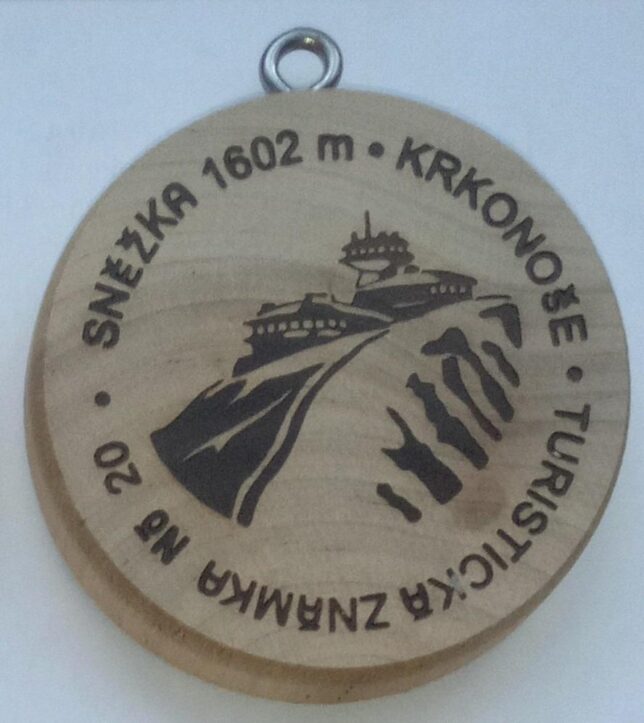 SNĚŽKA 1602 m • KRKONOŠE • TURISTICKÁ ZNÁMKA No 20 •